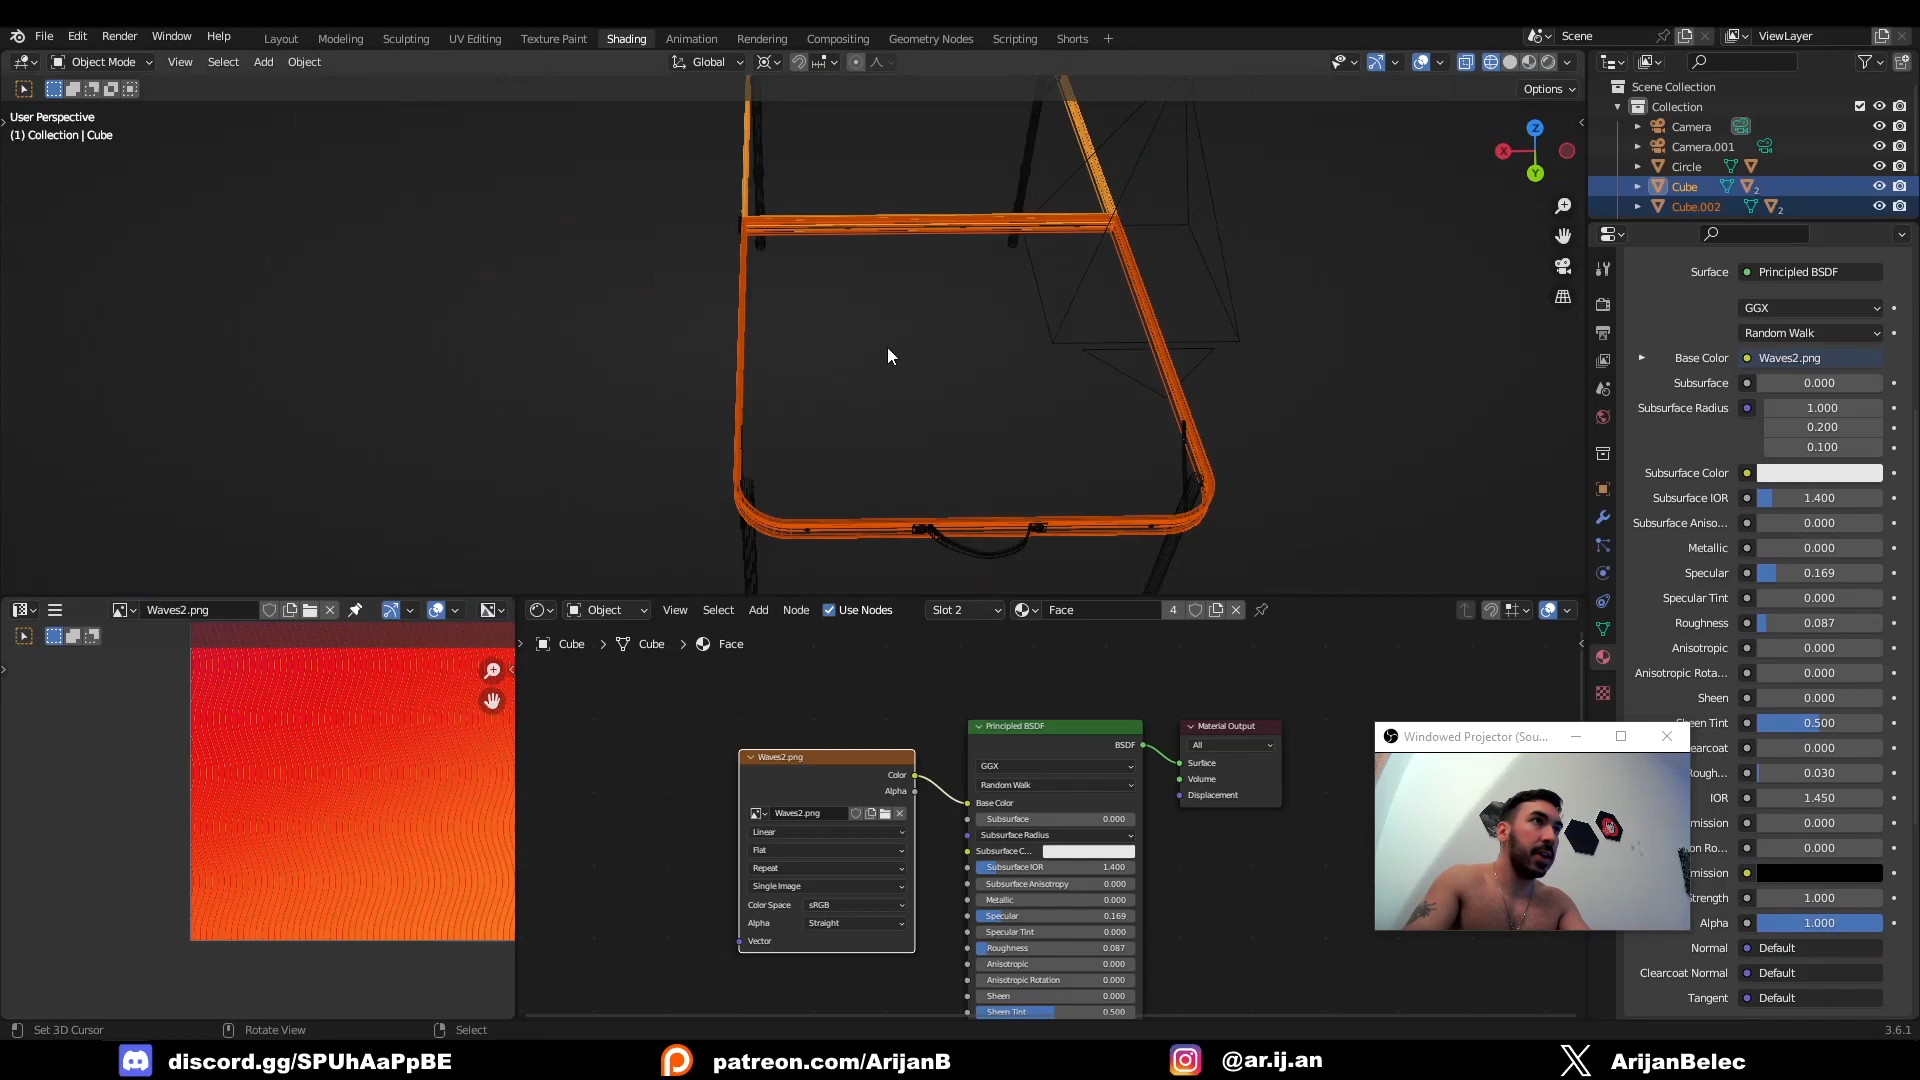 File Edit Render Window Help Layout Modeling Sculpting UV Editing Texture Paint Shading Animation Rendering Compositing Geometry Nodes Scripting Shorts + Scene ViewLayer
Object Mode View Select Add Object Global
Options
User Perspective
(1) Collection | Cube
Z
X
Y
Scene Collection
Collection
Camera
Camera.001
Circle
Cube 2
Cube.002 2
Surface Principled BSDF
GGX
Random Walk
Base Color Waves2.png
Subsurface 0.000
Subsurface Radius 1.000
0.200
0.100
Subsurface Color
Subsurface IOR 1.400
Subsurface Aniso... 0.000
Metallic 0.000
Specular 0.169
Specular Tint 0.000
Roughness 0.087
Anisotropic 0.000
Anisotropic Rota... 0.000
Sheen 0.000
Sheen Tint 0.500
earcoat 0.000
Rough... 0.030
IOR 1.450
mission 0.000
on Ro... 0.000
mission
trength 1.000
Alpha 1.000
Normal Default
Clearcoat Normal Default
Tangent Default
Waves2.png
Object View Select Add Node Use Nodes Slot 2 Face 4
Cube > Cube > Face
Waves2.png
Color
Alpha
Waves2.png
Linear
Flat
Repeat
Single Image
Color Space sRGB
Alpha Straight
Vector
Principled BSDF
BSDF
GGX
Random Walk
Base Color
Subsurface 0.000
Subsurface Radius
Subsurface C...
Subsurface IOR 1.400
Subsurface Anisotropy 0.000
Metallic 0.000
Specular 0.169
Specular Tint 0.000
Roughness 0.087
Anisotropic 0.000
Anisotropic Rotation 0.000
Sheen 0.000
Sheen Tint 0.500
Material Output
All
Surface
Volume
Displacement
Windowed Projector (Sou...
Set 3D Cursor Rotate View Select 3.6.1
discord.gg/SPUhAaPpBE patreon.com/ArijanB @ar.ij.an ArijanBelec